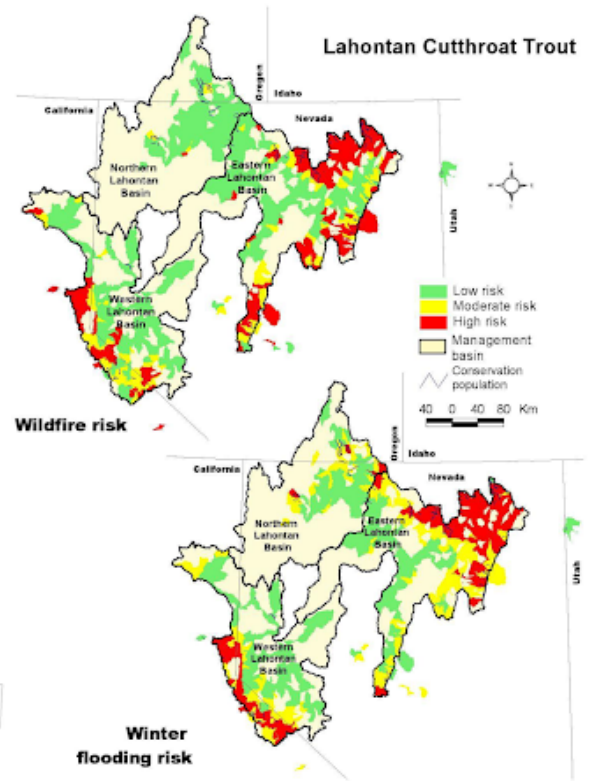 Lahontan Cutthroat Trout
Oregon
Idaho
California
Nevada
Northern
Lahontan
Basin
Eastern
Lahontan
Basin
Utah
Western
Lahontan
Basin
Low risk
Moderate risk
High risk
Management
basin
Conservation
population
40 0 40 80 Km
Wildfire risk
Oregon
Idaho
California
Nevada
Northern
Lahontan
Basin
Eastern
Lahontan
Basin
Utah
Western
Lahontan
Basin
Winter
flooding risk